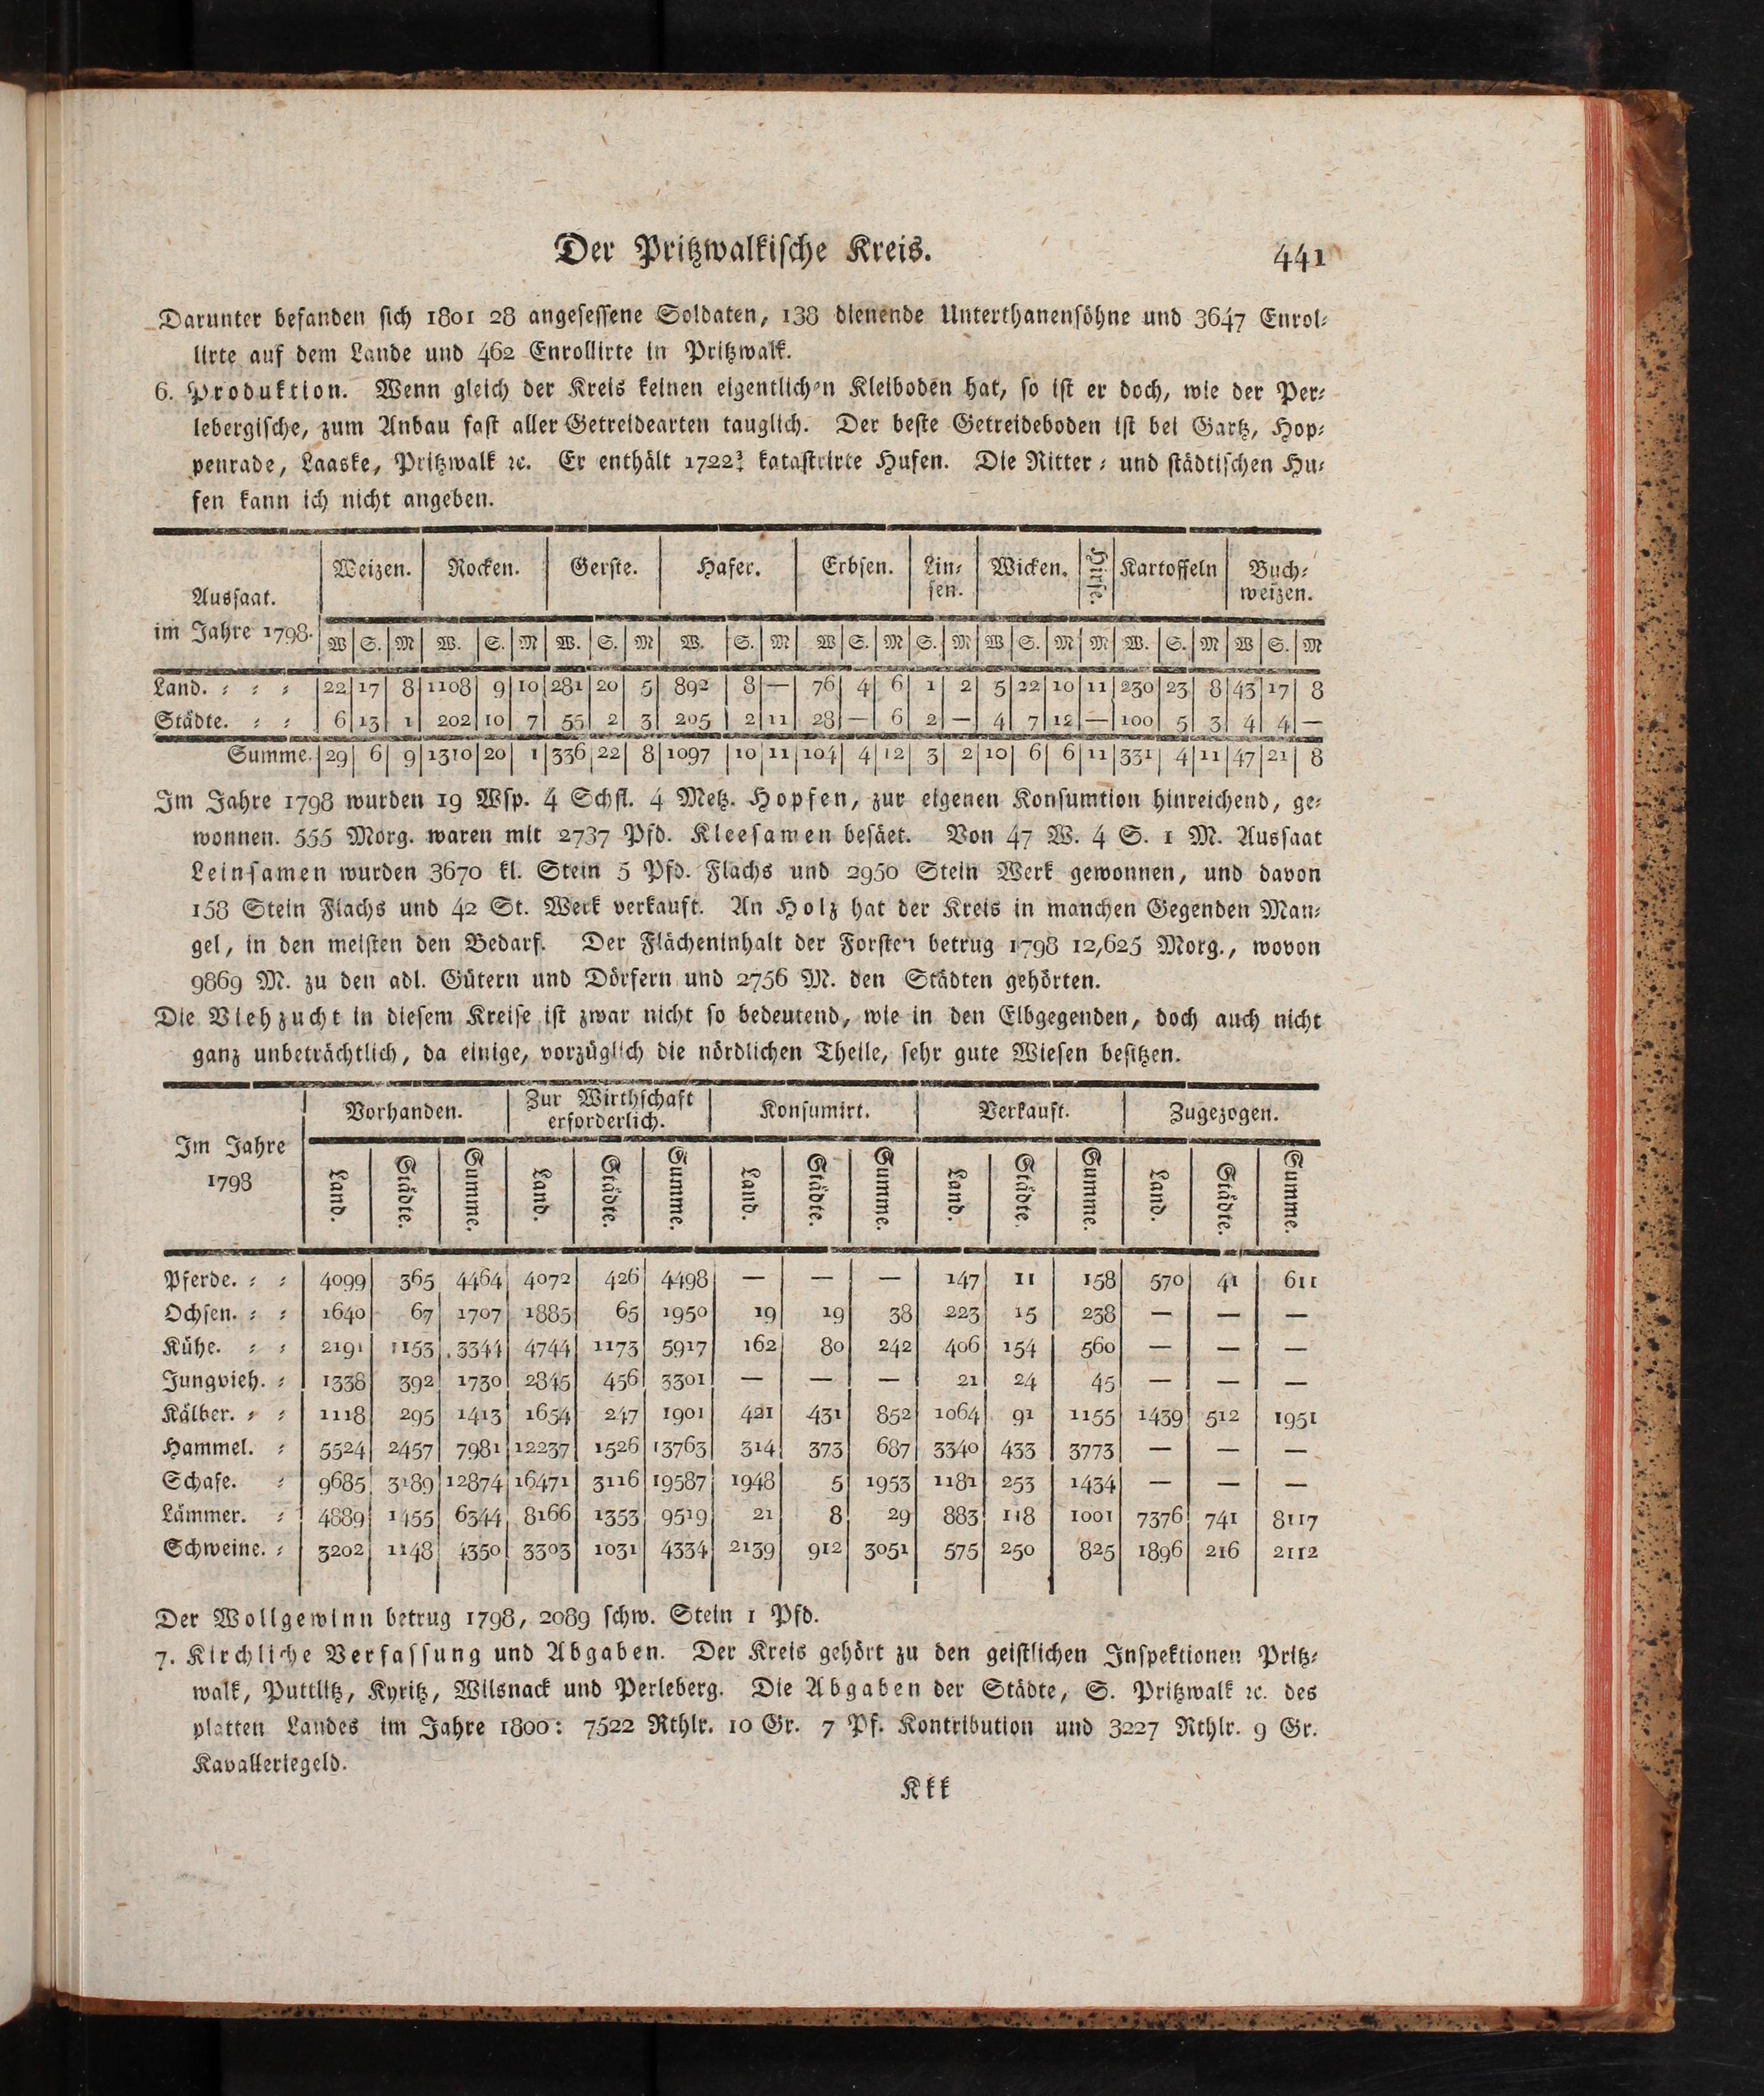 Der Pritzwalkische Kreis. 441
Darunter befanden sich 1801 28 angesessene Soldaten, 138 dienende Unterthanensöhne und 3647 Enrol-
lirte auf dem Lande und 462 Enrollirte in Pritzwalk.
6. Produktion. Wenn gleich der Kreis keinen eigentlichen Kleiboden hat, so ist er doch, wie der Per-
lebergische, zum Anbau fast aller Getreidearten tauglich. Der beste Getreideboden ist bei Gartz, Hop-
penrade, Laaske, Pritzwalk ꝛc. Er enthält katastrirte Hufen. Die Ritter- und städtischen Hu-
fen kann ich nicht angeben.
Aussaat. im Jahre 1798. | Weizen. | Rocken. | Gerste. | Hafer. | Erbsen. | Lin-sen. | Wicken. | Hirse. | Kartoffeln | Buch-weizen.
W | S. | M | W. | S. | M | W. | S. | M | W. | S. | M | W | S. | M | S. | M | W | S. | M | M | W. | S. | M | W | S. | M
Land. - - - | 22 | 17 | 8 | 1108 | 9 | 10 | 281 | 20 | 5 | 892 | 8 | — | 76 | 4 | 6 | 1 | 2 | 5 | 22 | 10 | 11 | 230 | 23 | 8 | 43 | 17 | 8
Städte. - - | 6 | 13 | 1 | 202 | 10 | 7 | 55 | 2 | 3 | 205 | 2 | 11 | 28 | — | 6 | 2 | — | 4 | 7 | 12 | — | 100 | 5 | 3 | 4 | 4 | —
Summe. | 29 | 6 | 9 | 1310 | 20 | 1 | 336 | 22 | 8 | 1097 | 10 | 11 | 104 | 4 | 12 | 3 | 2 | 10 | 6 | 6 | 11 | 331 | 4 | 11 | 47 | 21 | 8
Im Jahre 1798 wurden 19 Wsp. 4 Schfl. 4 Metz. Hopfen, zur eigenen Konsumtion hinreichend, ge-
wonnen. 555 Morg. waren mit 2737 Pfd. Kleesamen besäet. Von 47 W. 4 S. 1 M. Aussaat
Leinsamen wurden 3670 kl. Stein 5 Pfd. Flachs und 2950 Stein Werk gewonnen, und davon
158 Stein Flachs und 42 St. Werk verkauft. An Holz hat der Kreis in manchen Gegenden Man-
gel, in den meisten den Bedarf. Der Flächeninhalt der Forsten betrug 1798 12,625 Morg., wovon
9869 M. zu den adl. Gütern und Dörfern und 2756 M. den Städten gehörten.
Die Viehzucht in diesem Kreise ist zwar nicht so bedeutend, wie in den Elbgegenden, doch auch nicht
ganz unbeträchtlich, da einige, vorzüglich die nördlichen Theile, sehr gute Wiesen besitzen.
Im Jahre 1798 | Vorhanden. | Zur Wirthschaft erforderlich. | Konsumirt. | Verkauft. | Zugezogen.
Land. | Städte. | Summe. | Land. | Städte. | Summe. | Land. | Städte. | Summe. | Land. | Städte. | Summe. | Land. | Städte. | Summe.
Pferde. - - | 4099 | 365 | 4464 | 4072 | 426 | 4498 | — | — | — | 147 | 11 | 158 | 570 | 41 | 611
Ochsen. - - | 1640 | 67 | 1707 | 1885 | 65 | 1950 | 19 | 19 | 38 | 223 | 15 | 238 | — | — | —
Kühe. - - | 2191 | 1153 | 3344 | 4744 | 1173 | 5917 | 162 | 80 | 242 | 406 | 154 | 560 | — | — | —
Jungvieh. - | 1338 | 392 | 1730 | 2845 | 456 | 3301 | — | — | — | 21 | 24 | 45 | — | — | —
Kälber. - - | 1118 | 295 | 1413 | 1654 | 247 | 1901 | 421 | 431 | 852 | 1064 | 91 | 1155 | 1439 | 512 | 1951
Hammel. - | 5524 | 2457 | 7981 | 12237 | 1526 | 13763 | 314 | 373 | 687 | 3340 | 433 | 3773 | — | — | —
Schafe. - | 9685 | 3189 | 12874 | 16471 | 3116 | 19587 | 1948 | 5 | 1953 | 1181 | 253 | 1434 | — | — | —
Lämmer. - | 4889 | 1455 | 6344 | 8166 | 1353 | 9519 | 21 | 8 | 29 | 883 | 118 | 1001 | 7376 | 741 | 8117
Schweine. - | 3202 | 1148 | 4350 | 3303 | 1031 | 4334 | 2139 | 912 | 3051 | 575 | 250 | 825 | 1896 | 216 | 2112
Der Wollgewinn betrug 1798, 2089 schw. Stein 1 Pfd.
7. Kirchliche Verfassung und Abgaben. Der Kreis gehört zu den geistlichen Inspektionen Pritz-
walk, Puttlitz, Kyritz, Wilsnack und Perleberg. Die Abgaben der Städte, S. Pritzwalk ꝛc. des
platten Landes im Jahre 1800: 7522 Rthlr. 10 Gr. 7 Pf. Kontribution und 3227 Rthlr. 9 Gr.
Kavalleriegeld.
Kkk